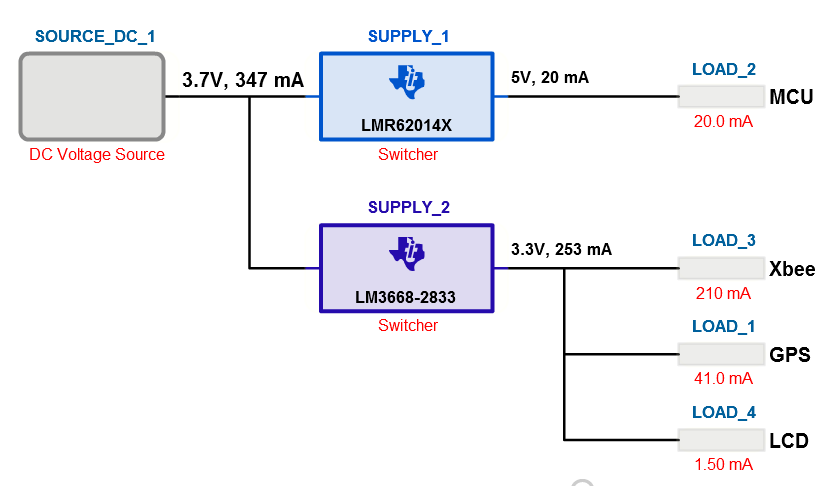 SOURCE_DC_1
3.7V, 347 mA
DC Voltage Source
SUPPLY_1
LMR62014X
Switcher
5V, 20 mA
LOAD_2
MCU
20.0 mA
SUPPLY_2
LM3668-2833
Switcher
3.3V, 253 mA
LOAD_3
Xbee
210 mA
LOAD_1
GPS
41.0 mA
LOAD_4
LCD
1.50 mA